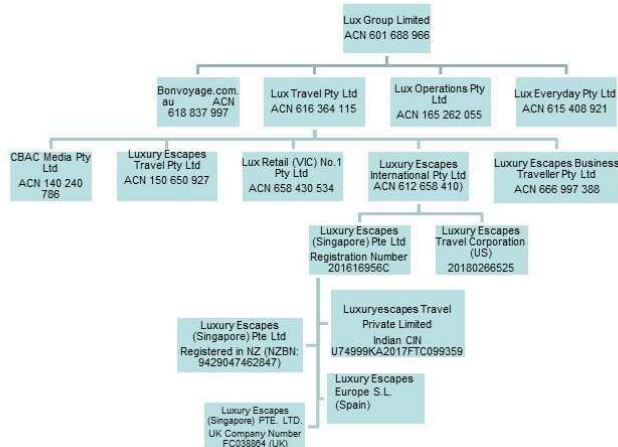 Lux Group Limited
ACN 601 688 966
Bonvoyage.com.
au ACN
618 837 997
Lux Travel Pty Ltd
ACN 616 364 115
Lux Operations Pty
Ltd
ACN 165 262 055
Lux Everyday Pty Ltd
ACN 615 408 921
CBAC Media Pty
Ltd
ACN 140 240
786
Luxury Escapes
Travel Pty Ltd
ACN 150 650 927
Lux Retail (VIC) No.1
Pty Ltd
ACN 658 430 534
Luxury Escapes
International Pty Ltd
ACN 612 658 410)
Luxury Escapes Business
Traveller Pty Ltd
ACN 666 997 388
Luxury Escapes
(Singapore) Pte Ltd
Registration Number
201616956C
Luxury Escapes
Travel Corporation
(US)
20180266525
Luxury Escapes
(Singapore) Pte Ltd
Registered in NZ (NZBN:
9429047462847)
Luxuryescapes Travel
Private Limited
Indian CIN
U74999KA2017FTC099359
Luxury Escapes
Europe S.L.
(Spain)
Luxury Escapes
(Singapore) PTE. LTD.
UK Company Number
FC038864 (UK)